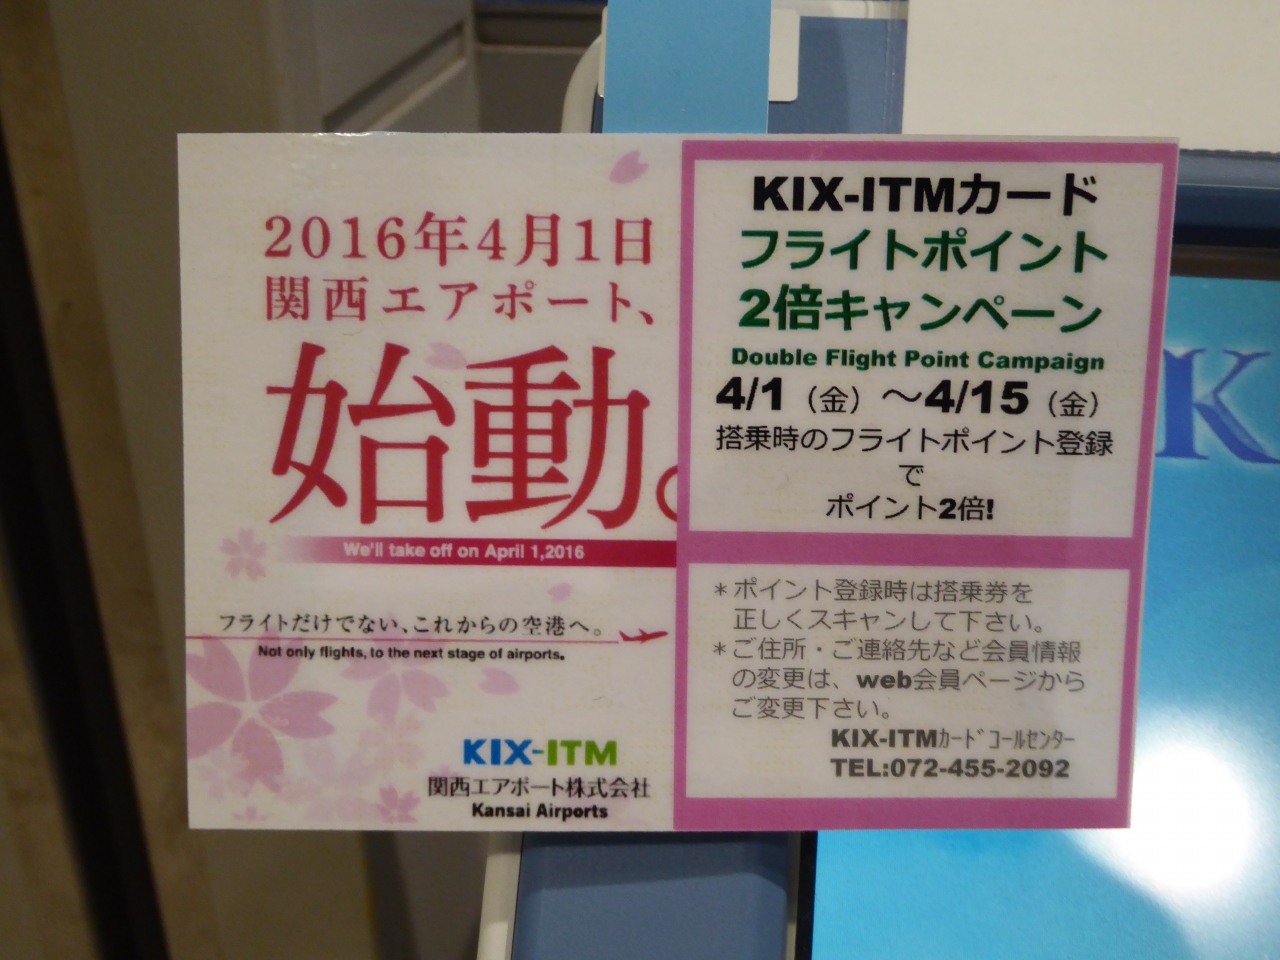 2016年4月1日
関西エアポート、
始動。
We'll take off on April 1,2016
フライトだけでない、これからの空港へ。
Not only flights, to the next stage of airports.
KIX-ITM
関西エアポート株式会社
Kansai Airports
KIX-ITMカード
フライトポイント
2倍キャンペーン
Double Flight Point Campaign
4/1（金）～4/15（金）
搭乗時のフライトポイント登録
で
ポイント2倍!
＊ポイント登録時は搭乗券を
正しくスキャンして下さい。
＊ご住所・ご連絡先など会員情報
の変更は、web会員ページから
ご変更下さい。
KIX-ITMｶｰﾄﾞｺｰﾙｾﾝﾀｰ
TEL:072-455-2092
K